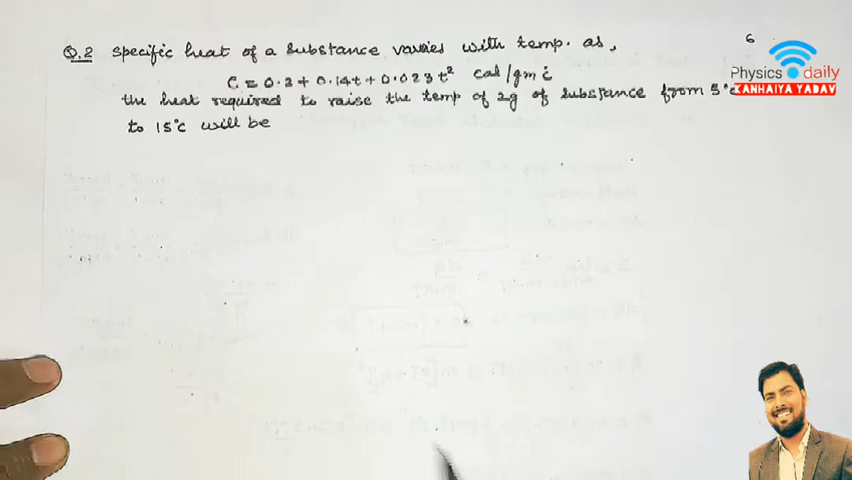 6
Q.2 Specific heat of a substance varies with temp. as,
C = 0.2 + 0.14t + 0.023t² cal/gm°c
the heat required to raise the temp of 2g of substance from 5°c
to 15°c will be
Physics daily
KANHAIYA YADAV